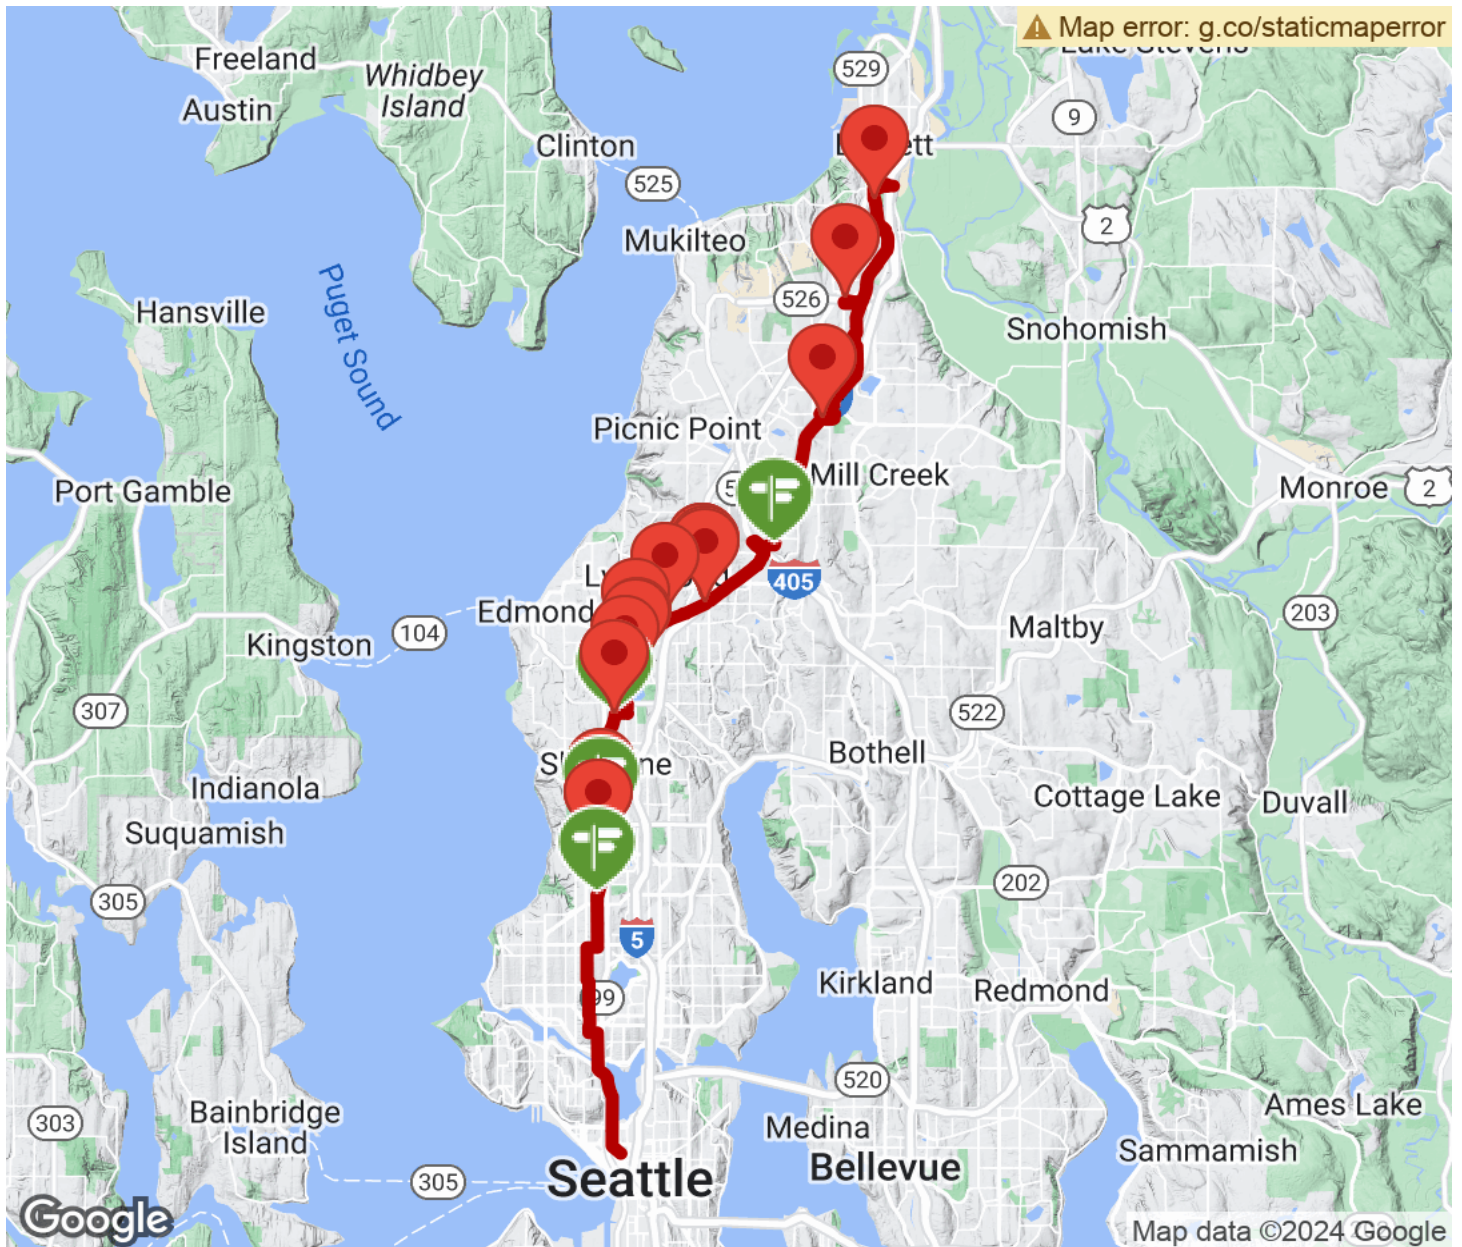 Map error: g.co/staticmaperror
Freeland
Whidbey
Island
Austin
529
9
Clinton
525
2
Mukilteo
526
Hansville
Puget Sound
Snohomish
Picnic Point
Mill Creek
Port Gamble
Monroe
2
405
Edmond
203
104
Maltby
Kingston
307
522
Bothell
Indianola
Cottage Lake
Duvall
Suquamish
202
305
5
Kirkland
Redmond
99
520
303
Bainbridge
Island
Ames Lake
Medina
Sammamish
Bellevue
Seattle
305
Google
Map data ©2024 Google